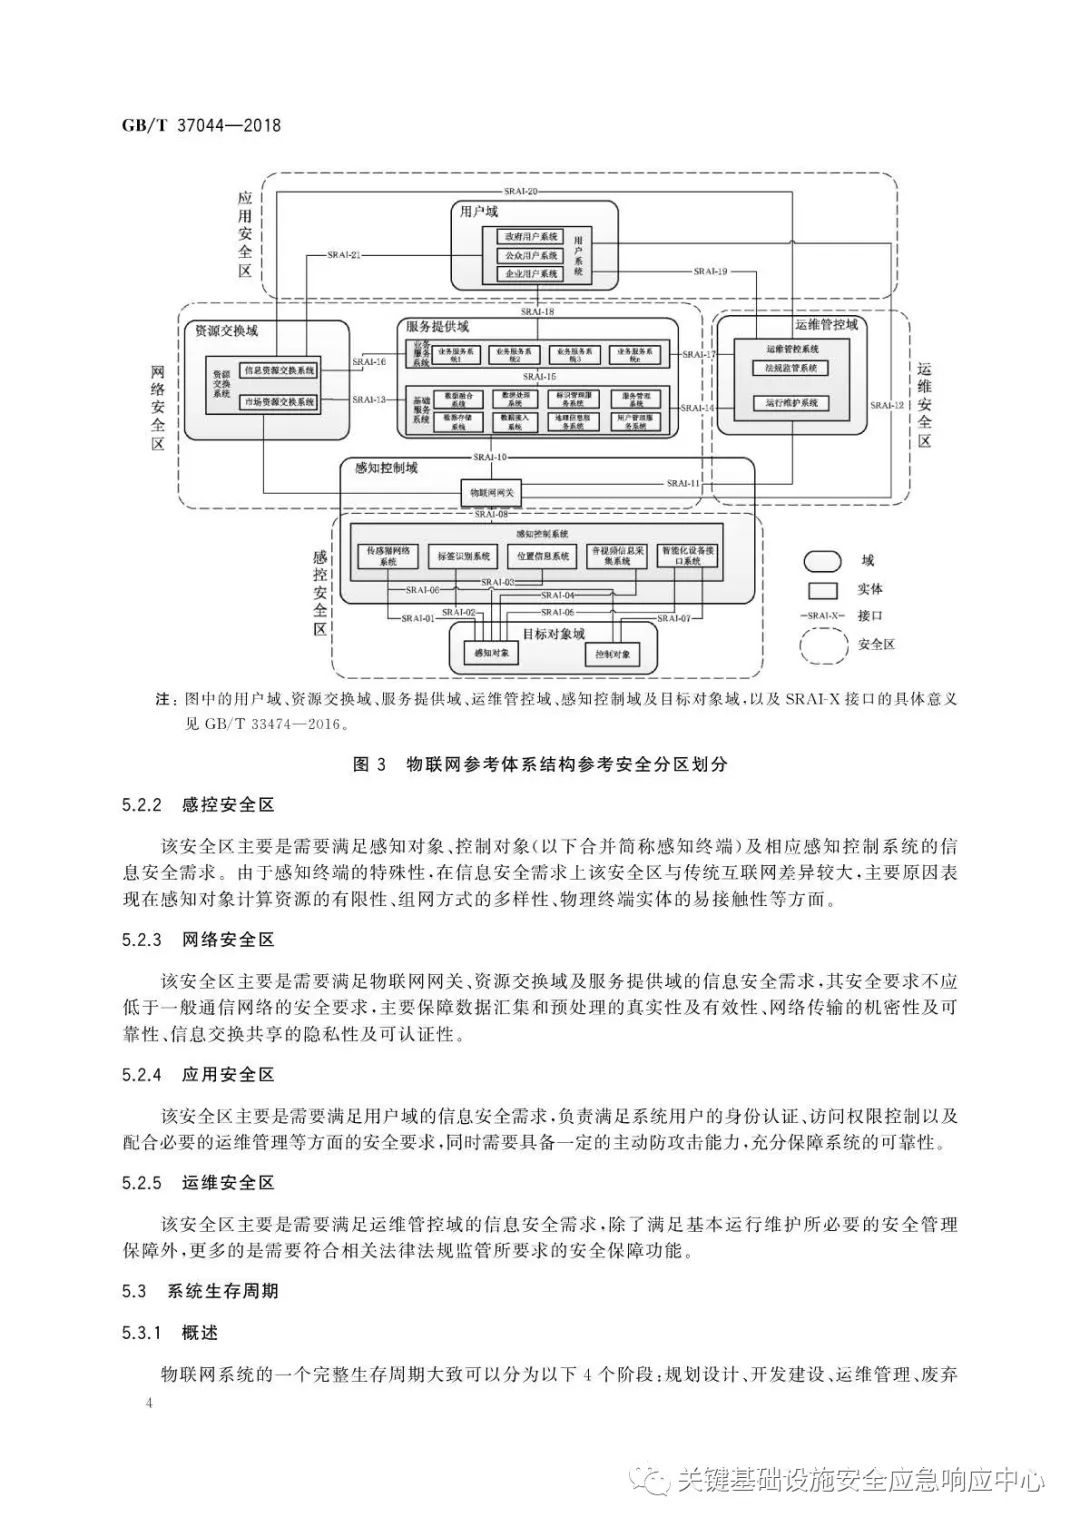 GB/T 37044—2018
应用安全区
SRAI-20
用户域
政府用户系统
公众用户系统
企业用户系统
用户系统
SRAI-21
SRAI-19
SRAI-18
网络安全区
资源交换域
资源交换系统
信息资源交换系统
市场资源交换系统
SRAI-16
SRAI-13
服务提供域
业务服务系统
业务服务系统1
业务服务系统2
业务服务系统3
业务服务系统n
SRAI-15
基础服务系统
数据融合系统
数据处理系统
标识管理服务系统
服务管理系统
数据存储系统
数据接入系统
地理信息服务系统
用户管理服务系统
SRAI-17
SRAI-14
运维管控域
运维管控系统
法规监管系统
运行维护系统
SRAI-12
运维安全区
SRAI-10
感知控制域
物联网网关
SRAI-11
SRAI-08
感控安全区
感知控制系统
传感器网络系统
标签识别系统
位置信息系统
音视频信息采集系统
智能化设备接口系统
SRAI-03
SRAI-04
SRAI-02
SRAI-06
SRAI-01
SRAI-07
目标对象域
感知对象
控制对象
域
实体
SRAI-X
接口
安全区
注：图中的用户域、资源交换域、服务提供域、运维管控域、感知控制域及目标对象域，以及 SRAI-X 接口的具体意义
见 GB/T 33474—2016。
图 3 物联网参考体系结构参考安全分区划分
5.2.2 感控安全区
该安全区主要是需要满足感知对象、控制对象(以下合并简称感知终端)及相应感知控制系统的信
息安全需求。由于感知终端的特殊性，在信息安全需求上该安全区与传统互联网差异较大，主要原因表
现在感知对象计算资源的有限性、组网方式的多样性、物理终端实体的易接触性等方面。
5.2.3 网络安全区
该安全区主要是需要满足物联网网关、资源交换域及服务提供域的信息安全需求，其安全要求不应
低于一般通信网络的安全要求，主要保障数据汇集和预处理的真实性及有效性、网络传输的机密性及可
靠性、信息交换共享的隐私性及可认证性。
5.2.4 应用安全区
该安全区主要是需要满足用户域的信息安全需求，负责满足系统用户的身份认证、访问权限控制以及
配合必要的运维管理等方面的安全要求，同时需要具备一定的主动防攻击能力，充分保障系统的可靠性。
5.2.5 运维安全区
该安全区主要是需要满足运维管控域的信息安全需求，除了满足基本运行维护所必要的安全管理
保障外，更多的是需要符合相关法律法规监管所要求的安全保障功能。
5.3 系统生存周期
5.3.1 概述
物联网系统的一个完整生存周期大致可以分为以下 4 个阶段：规划设计、开发建设、运维管理、废弃
4
关键基础设施安全应急响应中心